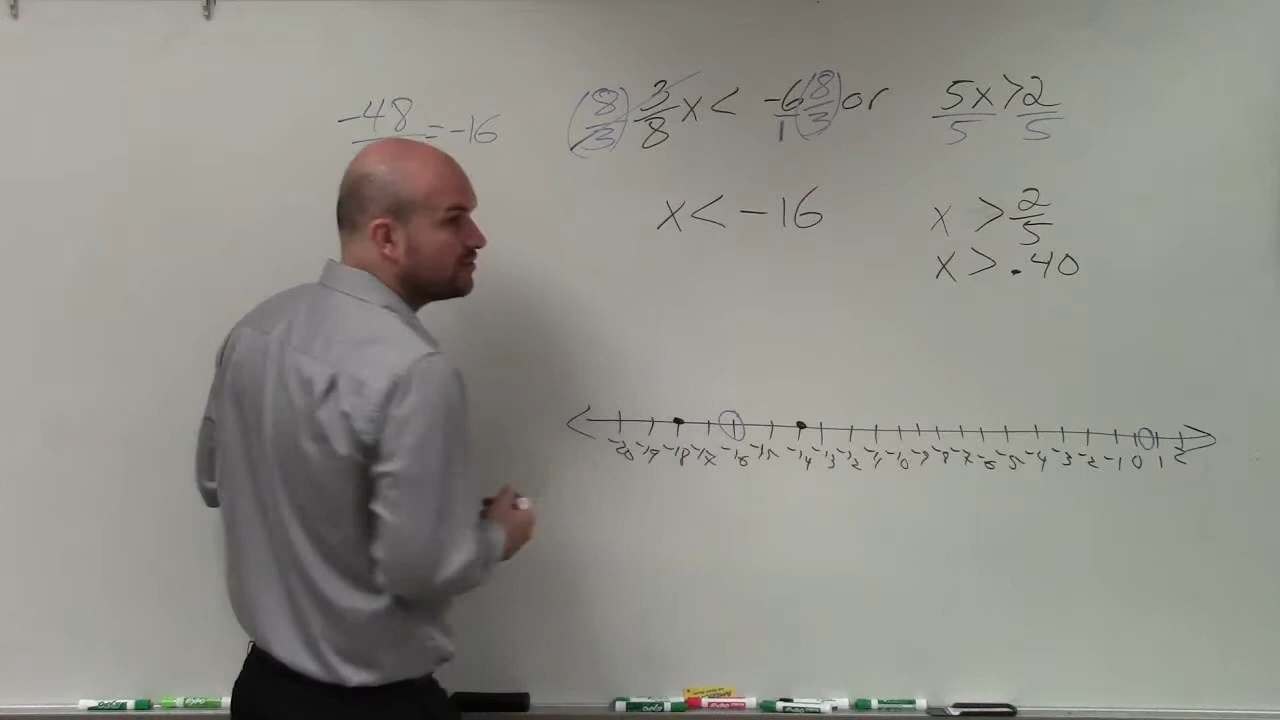 -48 = -16
(8/3) 3/8 x < -6/1 (8/3) or 5x/5 > 2/5
x < -16
x > 2/5
x > .40
-20 -19 -18 -17 -16 -15 -14 -13 -12 -11 -10 -9 -8 -7 -6 -5 -4 -3 -2 -1 0 1 2
EXPO